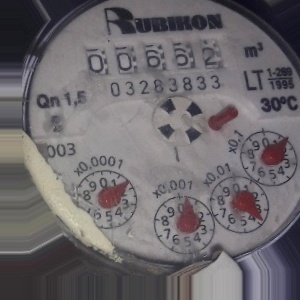 RUBIKON
00662 m³
03283833
LT 1-289
1995
Qn 1,5
30°C
003
x0,0001
x0,001
x0,01
x0,1